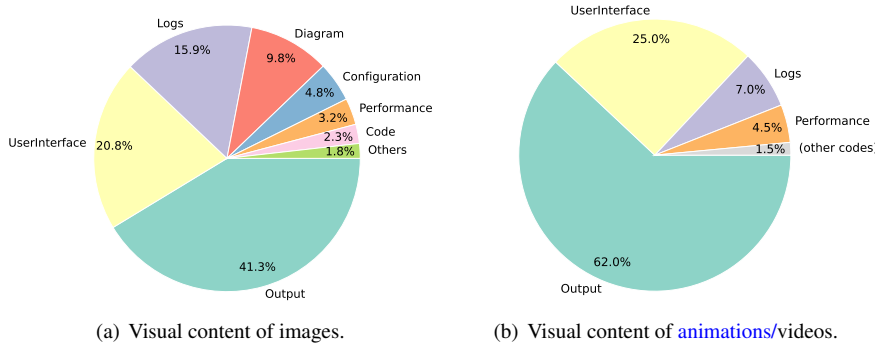 Logs
15.9%
Diagram
9.8%
Configuration
4.8%
Performance
3.2%
Code
2.3%
Others
1.8%
UserInterface
20.8%
41.3%
Output
(a) Visual content of images.
UserInterface
25.0%
Logs
7.0%
Performance
4.5%
(other codes)
1.5%
62.0%
Output
(b) Visual content of animations/videos.